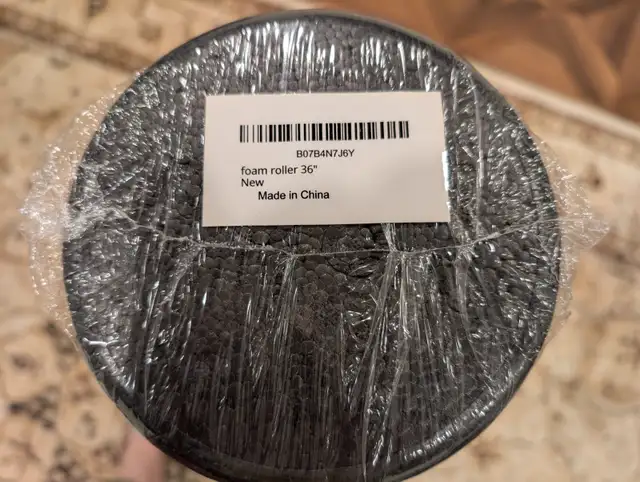 B07B4N7J6Y
foam roller 36"
New
Made in China